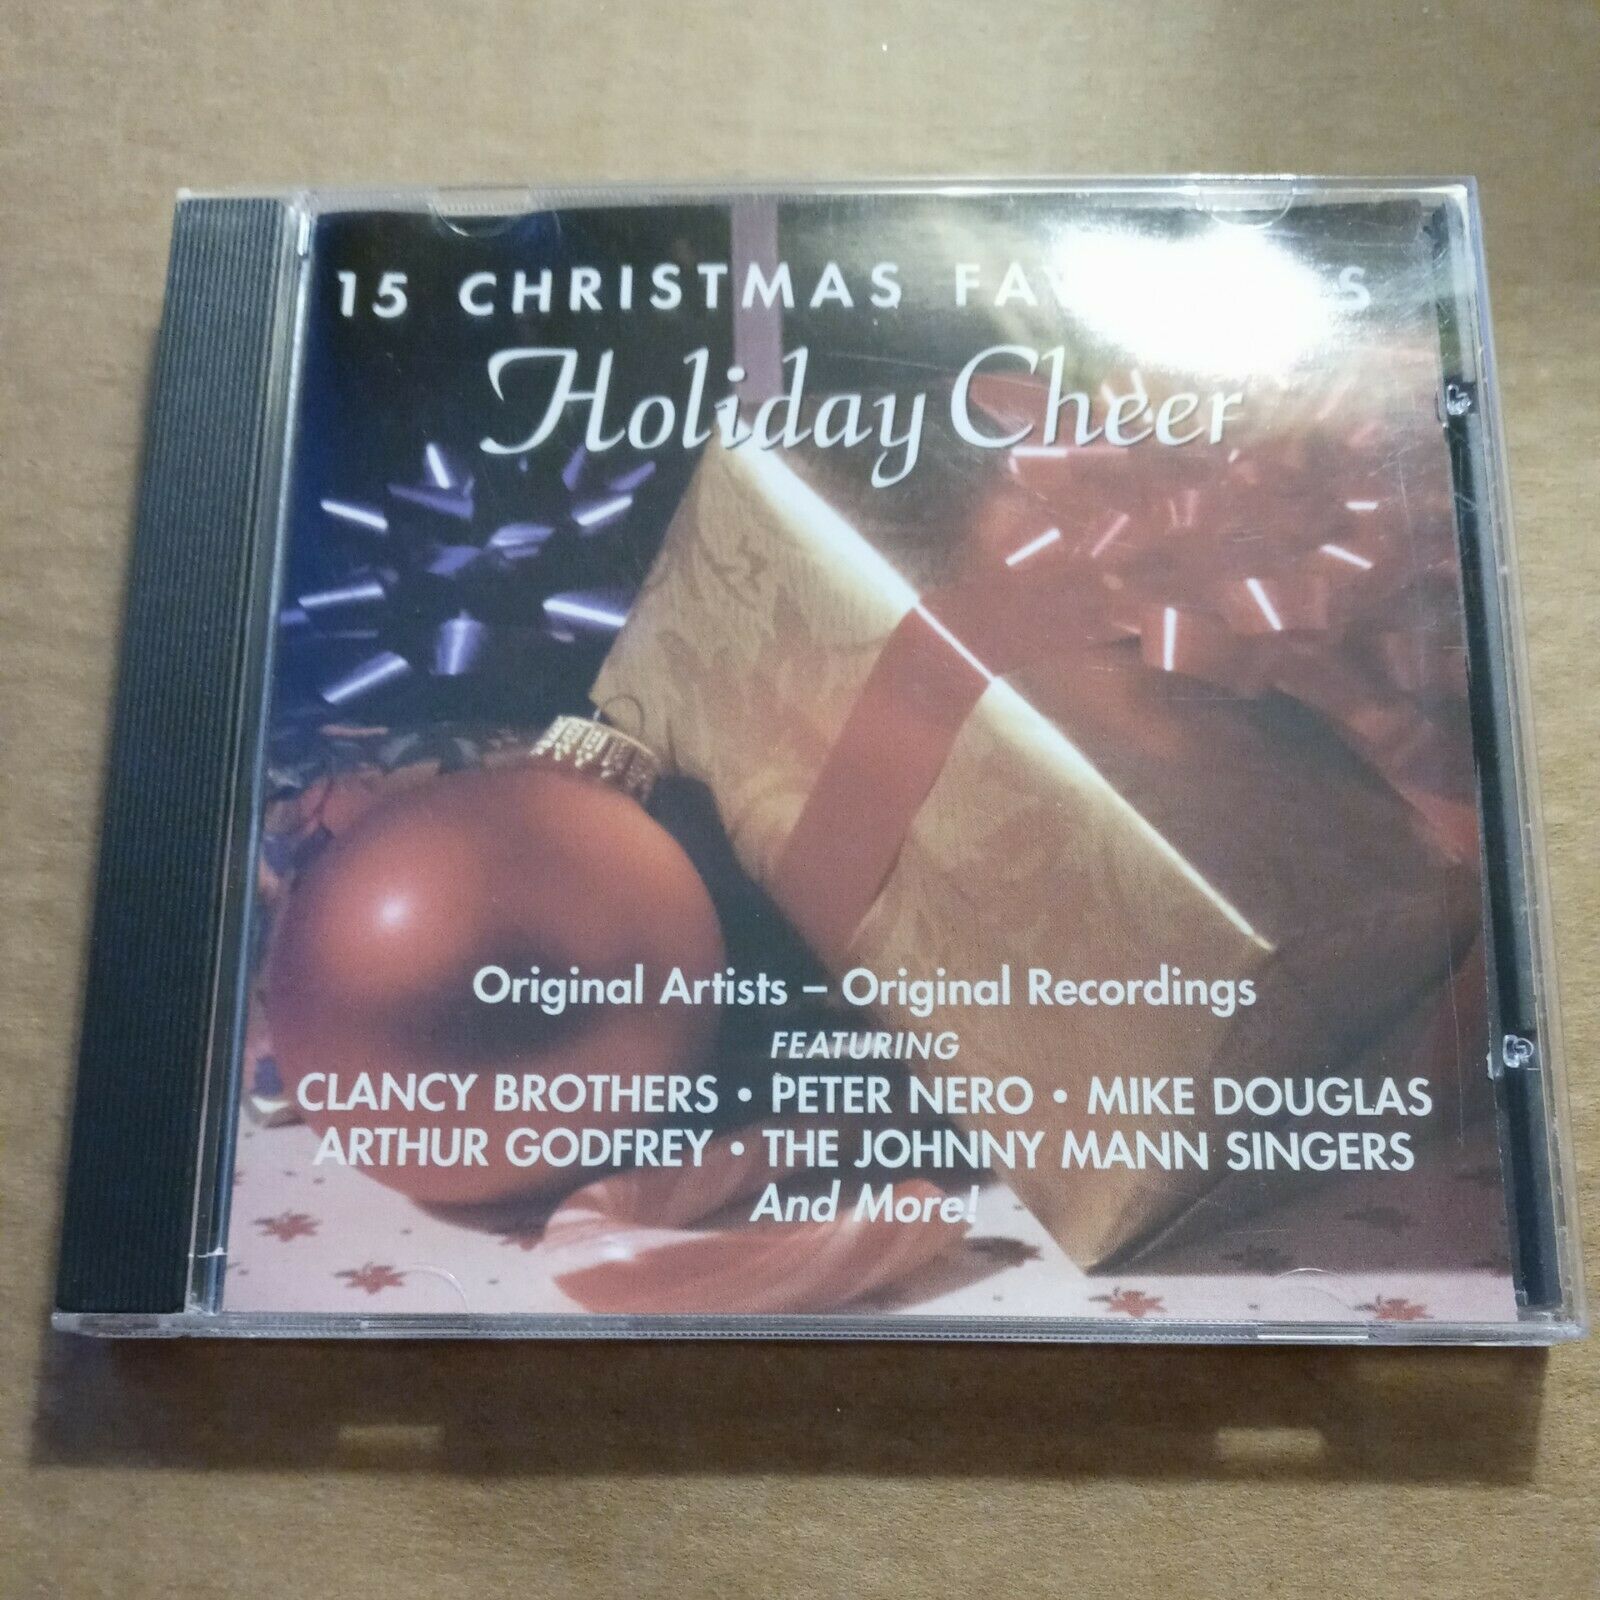 15 CHRISTMAS
Holiday Cheer
Original Artists – Original Recordings
FEATURING
CLANCY BROTHERS • PETER NERO • MIKE DOUGLAS
ARTHUR GODFREY • THE JOHNNY MANN SINGERS
And More!